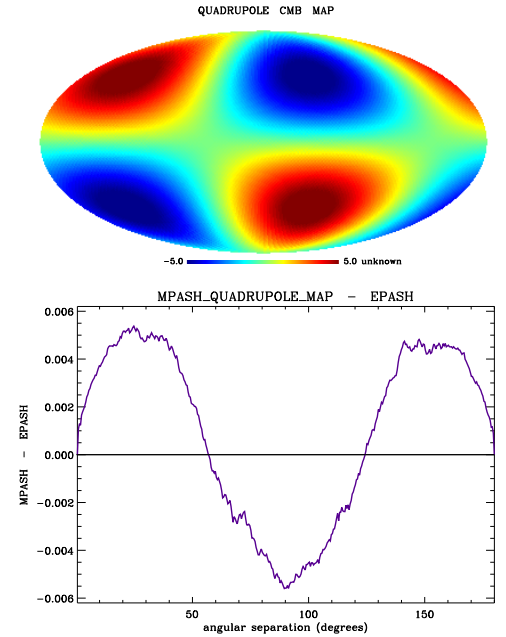 QUADRUPOLE CMB MAP
-5.0 5.0 unknown
MPASH_QUADRUPOLE_MAP - EPASH
0.006
0.004
0.002
0.000
-0.002
-0.004
-0.006
MPASH - EPASH
50 100 150
angular separation (degrees)